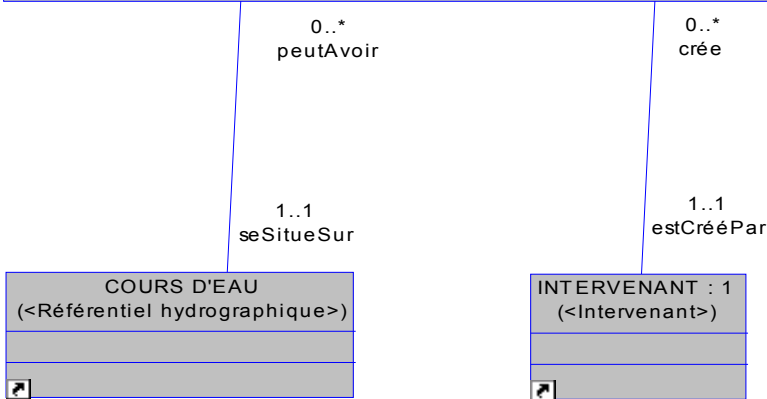 0..*
peutAvoir
0..*
crée
1..1
seSitueSur
1..1
estCrééPar
COURS D'EAU
(<Référentiel hydrographique>)
INTERVENANT : 1
(<Intervenant>)